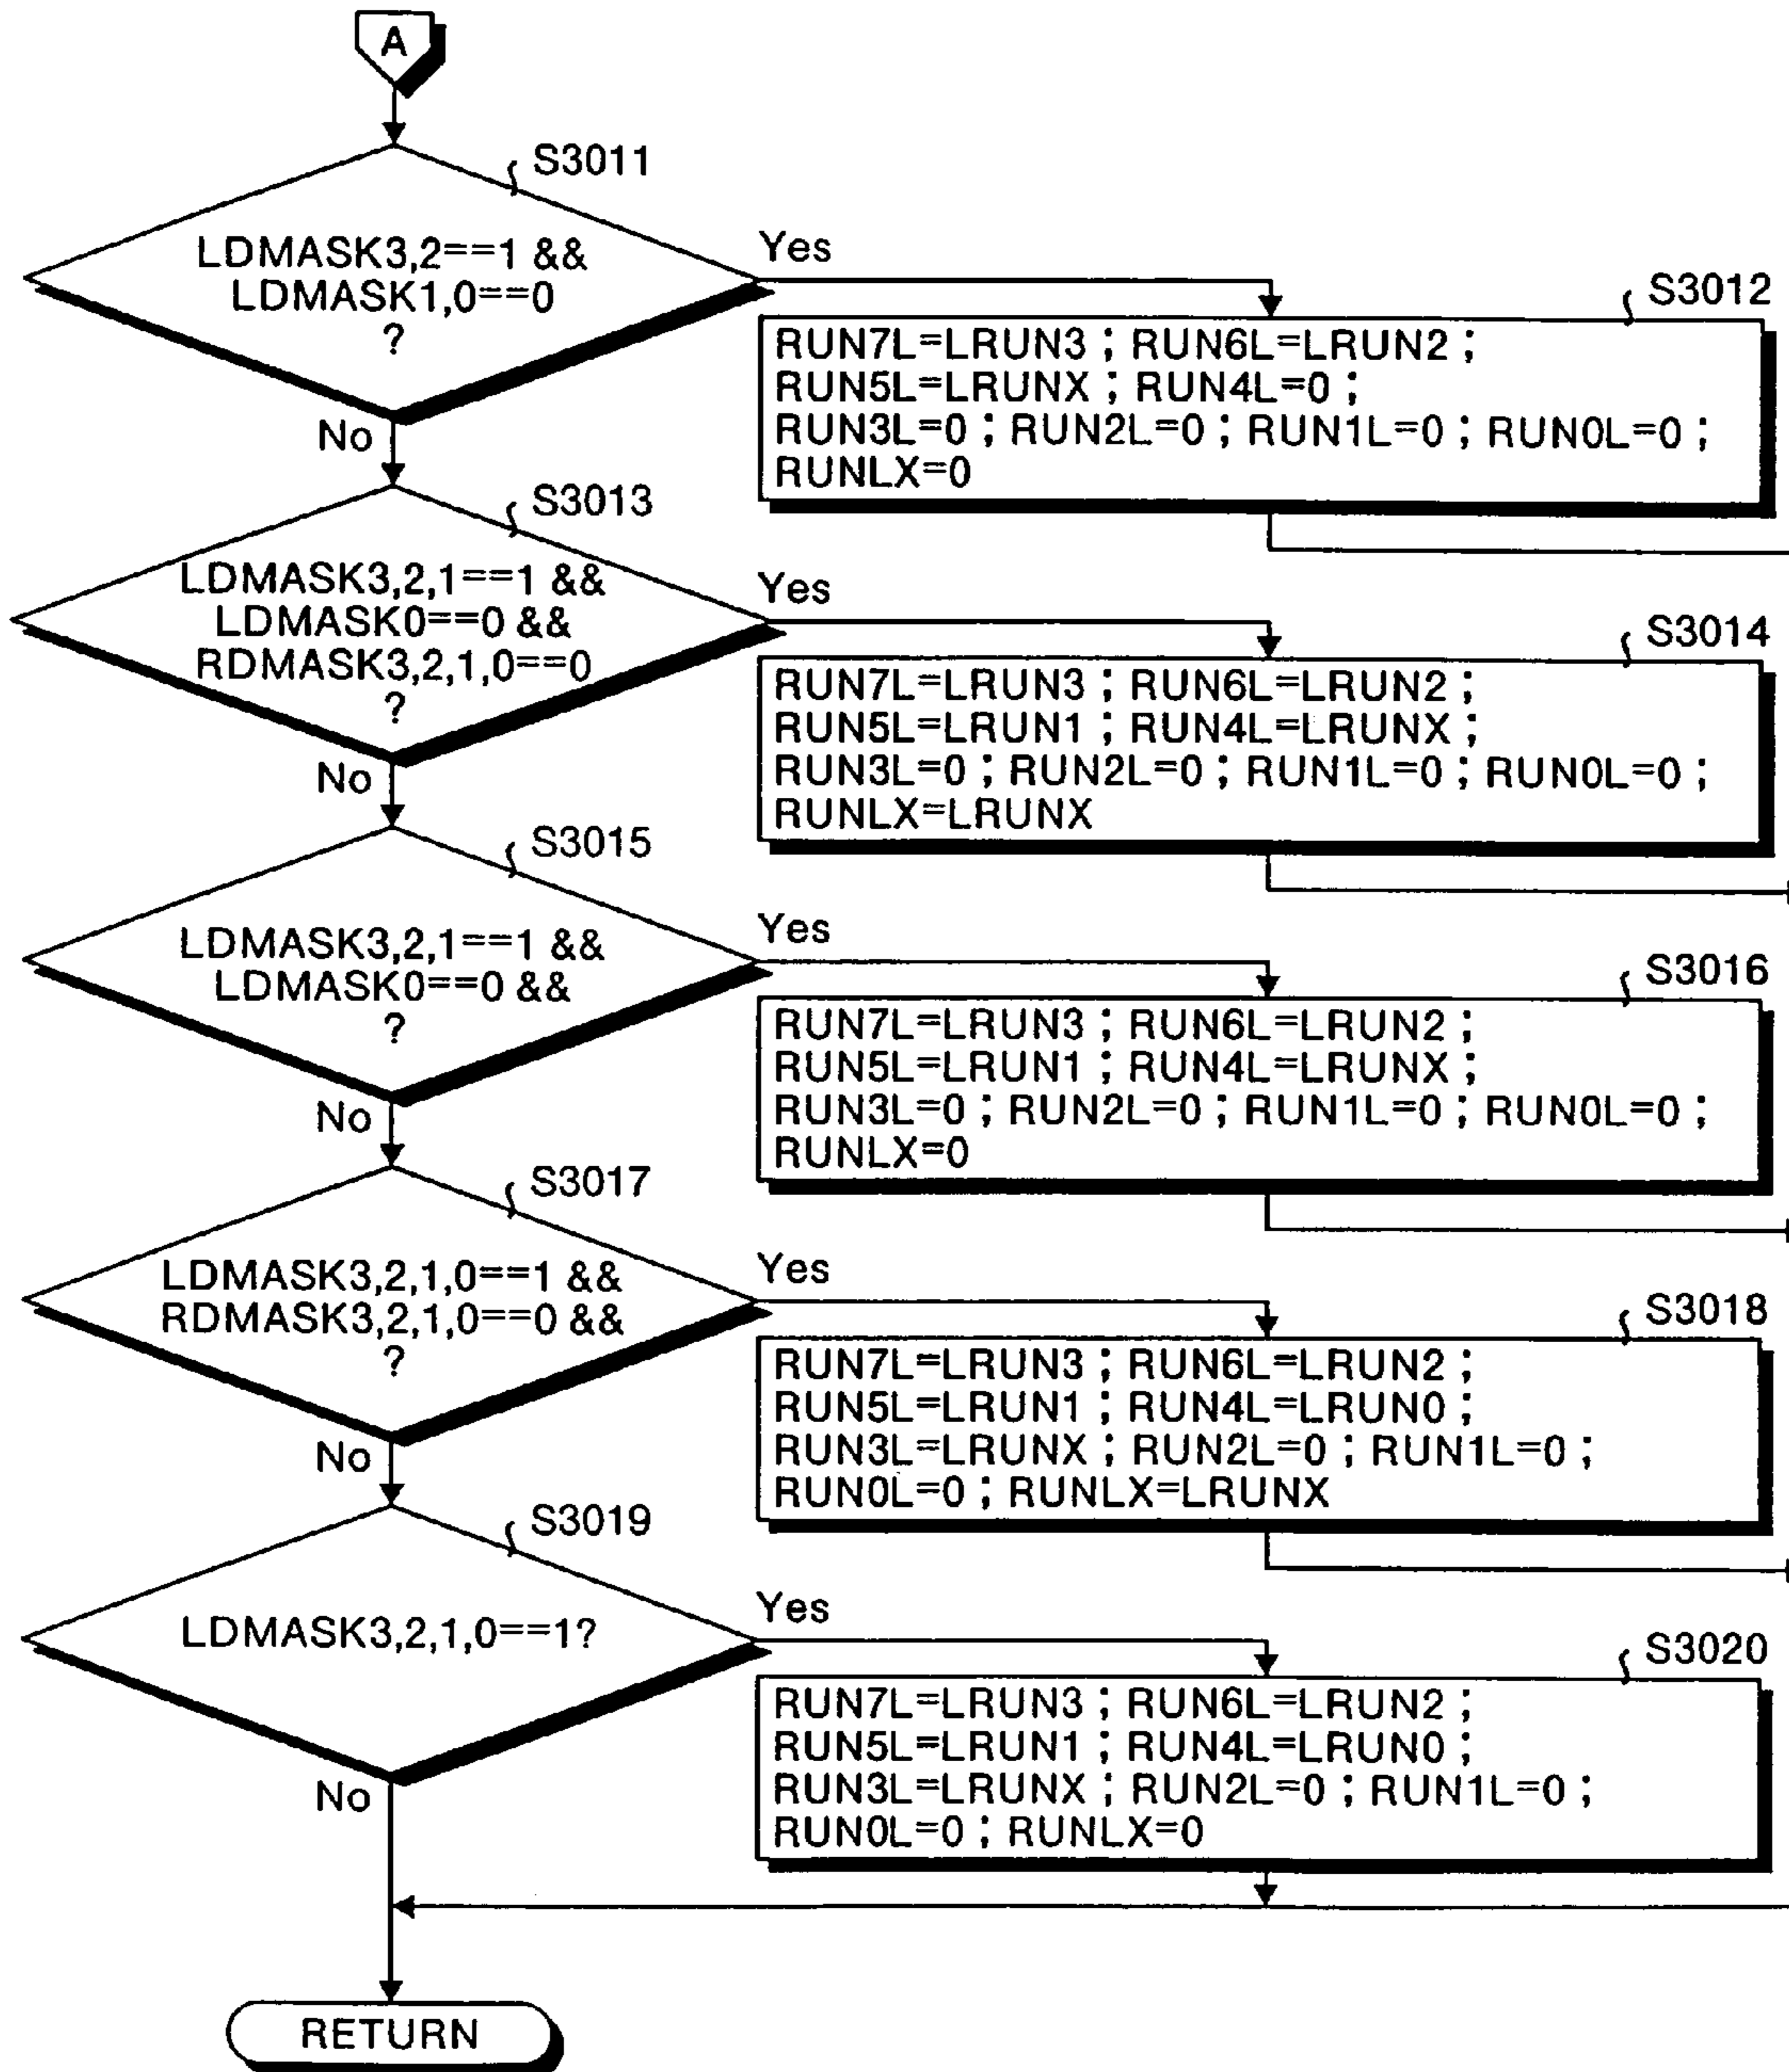 A
S3011
LDMASK3,2==1 &&
LDMASK1,0==0
?
Yes
No
S3012
RUN7L=LRUN3 ; RUN6L=LRUN2 ;
RUN5L=LRUNX ; RUN4L=0 ;
RUN3L=0 ; RUN2L=0 ; RUN1L=0 ; RUN0L=0 ;
RUNLX=0
S3013
LDMASK3,2,1==1 &&
LDMASK0==0 &&
RDMASK3,2,1,0==0
?
Yes
No
S3014
RUN7L=LRUN3 ; RUN6L=LRUN2 ;
RUN5L=LRUN1 ; RUN4L=LRUNX ;
RUN3L=0 ; RUN2L=0 ; RUN1L=0 ; RUN0L=0 ;
RUNLX=LRUNX
S3015
LDMASK3,2,1==1 &&
LDMASK0==0 &&
?
Yes
No
S3016
RUN7L=LRUN3 ; RUN6L=LRUN2 ;
RUN5L=LRUN1 ; RUN4L=LRUNX ;
RUN3L=0 ; RUN2L=0 ; RUN1L=0 ; RUN0L=0 ;
RUNLX=0
S3017
LDMASK3,2,1,0==1 &&
RDMASK3,2,1,0==0 &&
?
Yes
No
S3018
RUN7L=LRUN3 ; RUN6L=LRUN2 ;
RUN5L=LRUN1 ; RUN4L=LRUN0 ;
RUN3L=LRUNX ; RUN2L=0 ; RUN1L=0 ;
RUN0L=0 ; RUNLX=LRUNX
S3019
LDMASK3,2,1,0==1?
Yes
No
S3020
RUN7L=LRUN3 ; RUN6L=LRUN2 ;
RUN5L=LRUN1 ; RUN4L=LRUN0 ;
RUN3L=LRUNX ; RUN2L=0 ; RUN1L=0 ;
RUN0L=0 ; RUNLX=0
RETURN